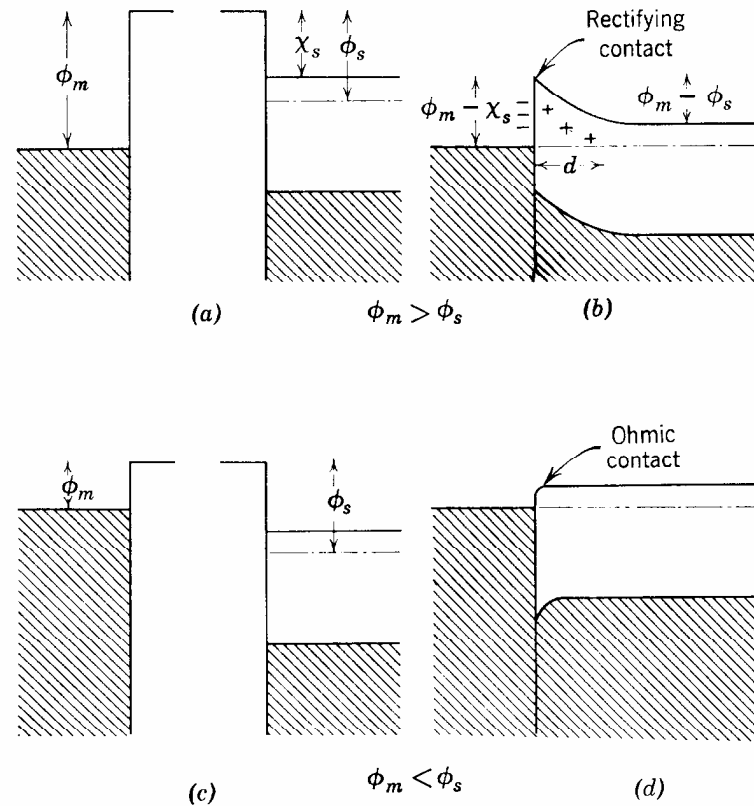 ϕₘ
χₛ
ϕₛ
Rectifying
contact
ϕₘ − χₛ
ϕₘ − ϕₛ
d
(a)
ϕₘ > ϕₛ
(b)
ϕₘ
ϕₛ
Ohmic
contact
(c)
ϕₘ < ϕₛ
(d)